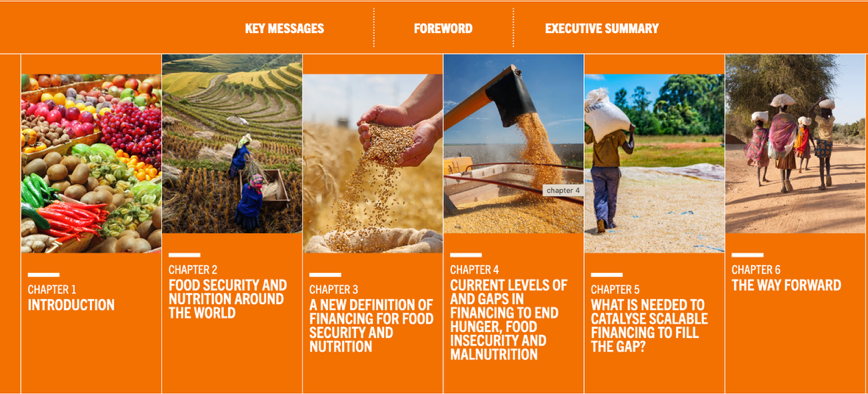 KEY MESSAGES
FOREWORD
EXECUTIVE SUMMARY
CHAPTER 1
INTRODUCTION
CHAPTER 2
FOOD SECURITY AND
NUTRITION AROUND
THE WORLD
CHAPTER 3
A NEW DEFINITION OF
FINANCING FOR FOOD
SECURITY AND
NUTRITION
chapter 4
CHAPTER 4
CURRENT LEVELS OF
AND GAPS IN
FINANCING TO END
HUNGER, FOOD
INSECURITY AND
MALNUTRITION
CHAPTER 5
WHAT IS NEEDED TO
CATALYSE SCALABLE
FINANCING TO FILL
THE GAP?
CHAPTER 6
THE WAY FORWARD